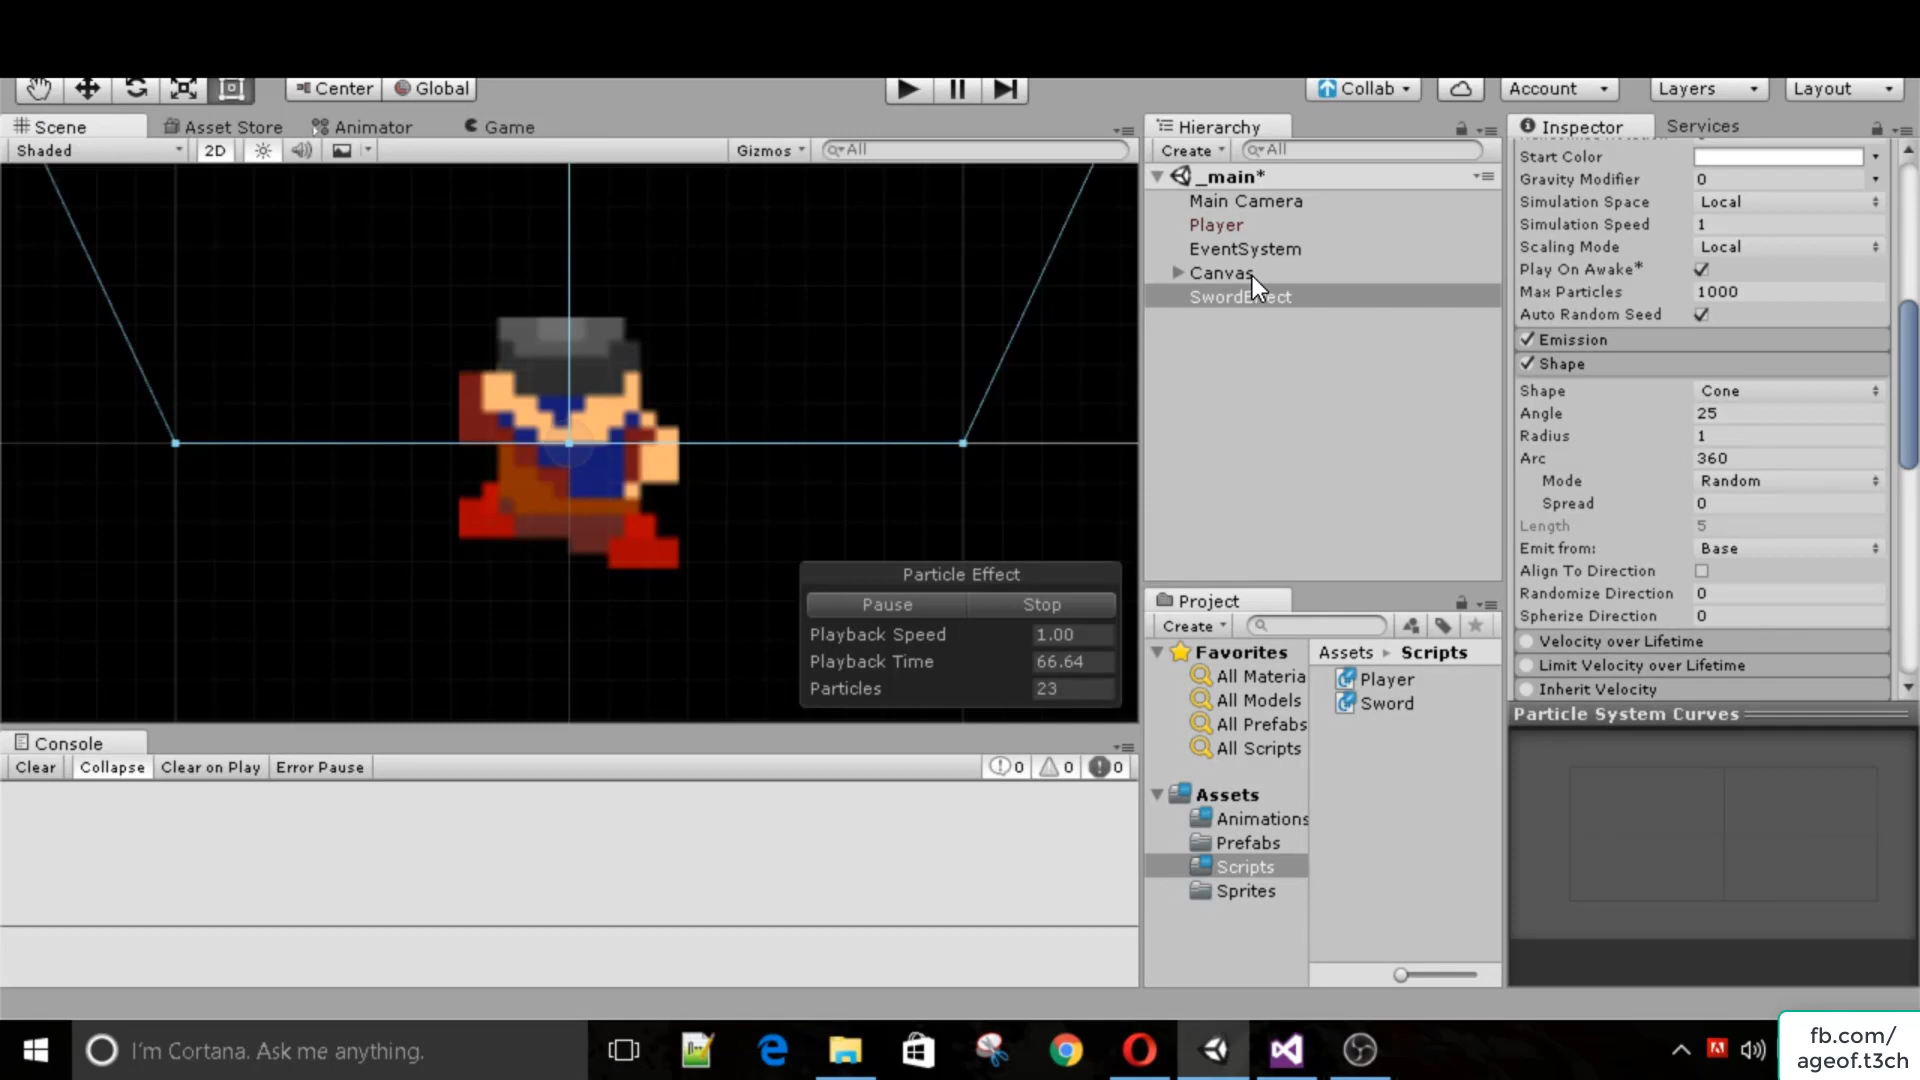 Center
Global
Collab
Account
Layers
Layout
Scene
Asset Store
Animator
Game
Shaded
2D
Gizmos
All
Hierarchy
Create
All
_main*
Main Camera
Player
EventSystem
Canvas
SwordEffect
Inspector
Services
Start Color
Gravity Modifier 0
Simulation Space Local
Simulation Speed 1
Scaling Mode Local
Play On Awake*
Max Particles 1000
Auto Random Seed
Emission
Shape
Shape Cone
Angle 25
Radius 1
Arc 360
Mode Random
Spread 0
Length 5
Emit from: Base
Align To Direction
Randomize Direction 0
Spherize Direction 0
Velocity over Lifetime
Limit Velocity over Lifetime
Inherit Velocity
Particle System Curves
Particle Effect
Pause Stop
Playback Speed 1.00
Playback Time 66.64
Particles 23
Project
Create
Favorites
All Materia
All Models
All Prefabs
All Scripts
Assets
Animations
Prefabs
Scripts
Sprites
Assets Scripts
Player
Sword
Console
Clear Collapse Clear on Play Error Pause
0 0 0
I'm Cortana. Ask me anything.
fb.com/
ageof.t3ch